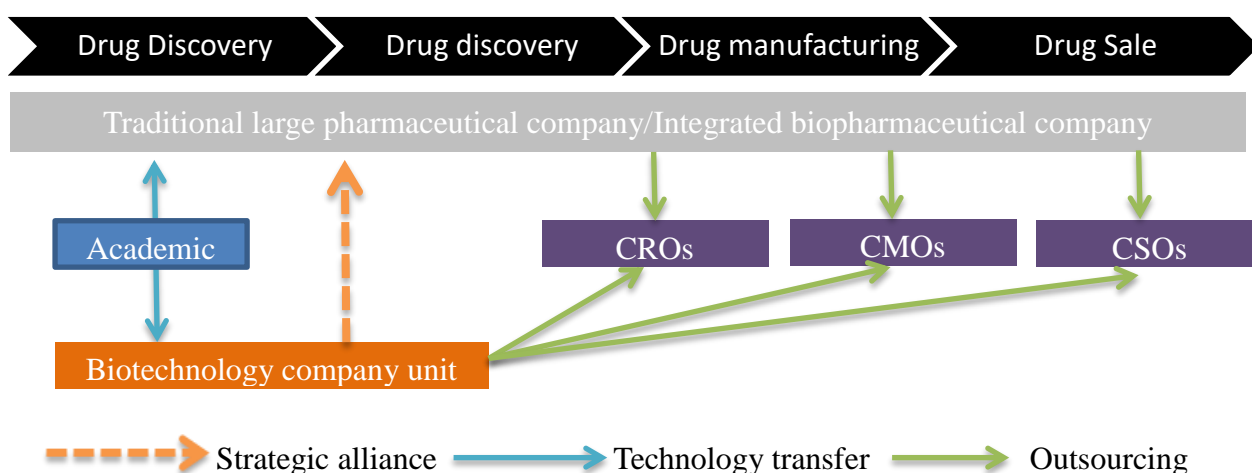 Drug Discovery Drug discovery Drug manufacturing Drug Sale
Traditional large pharmaceutical company/Integrated biopharmaceutical company
Academic CROs CMOs CSOs
Biotechnology company unit
Strategic alliance Technology transfer Outsourcing